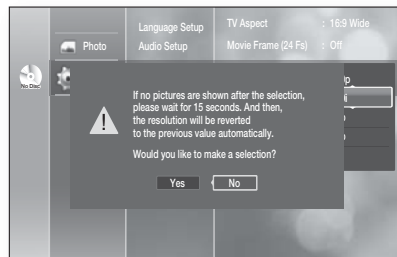 Language Setup
TV Aspect : 16:9 Wide
Photo
Audio Setup
Movie Frame (24 Fs) : Off
No Disc
If no pictures are shown after the selection,
please wait for 15 seconds. And then,
the resolution will be reverted
to the previous value automatically.
Would you like to make a selection?
Yes
No